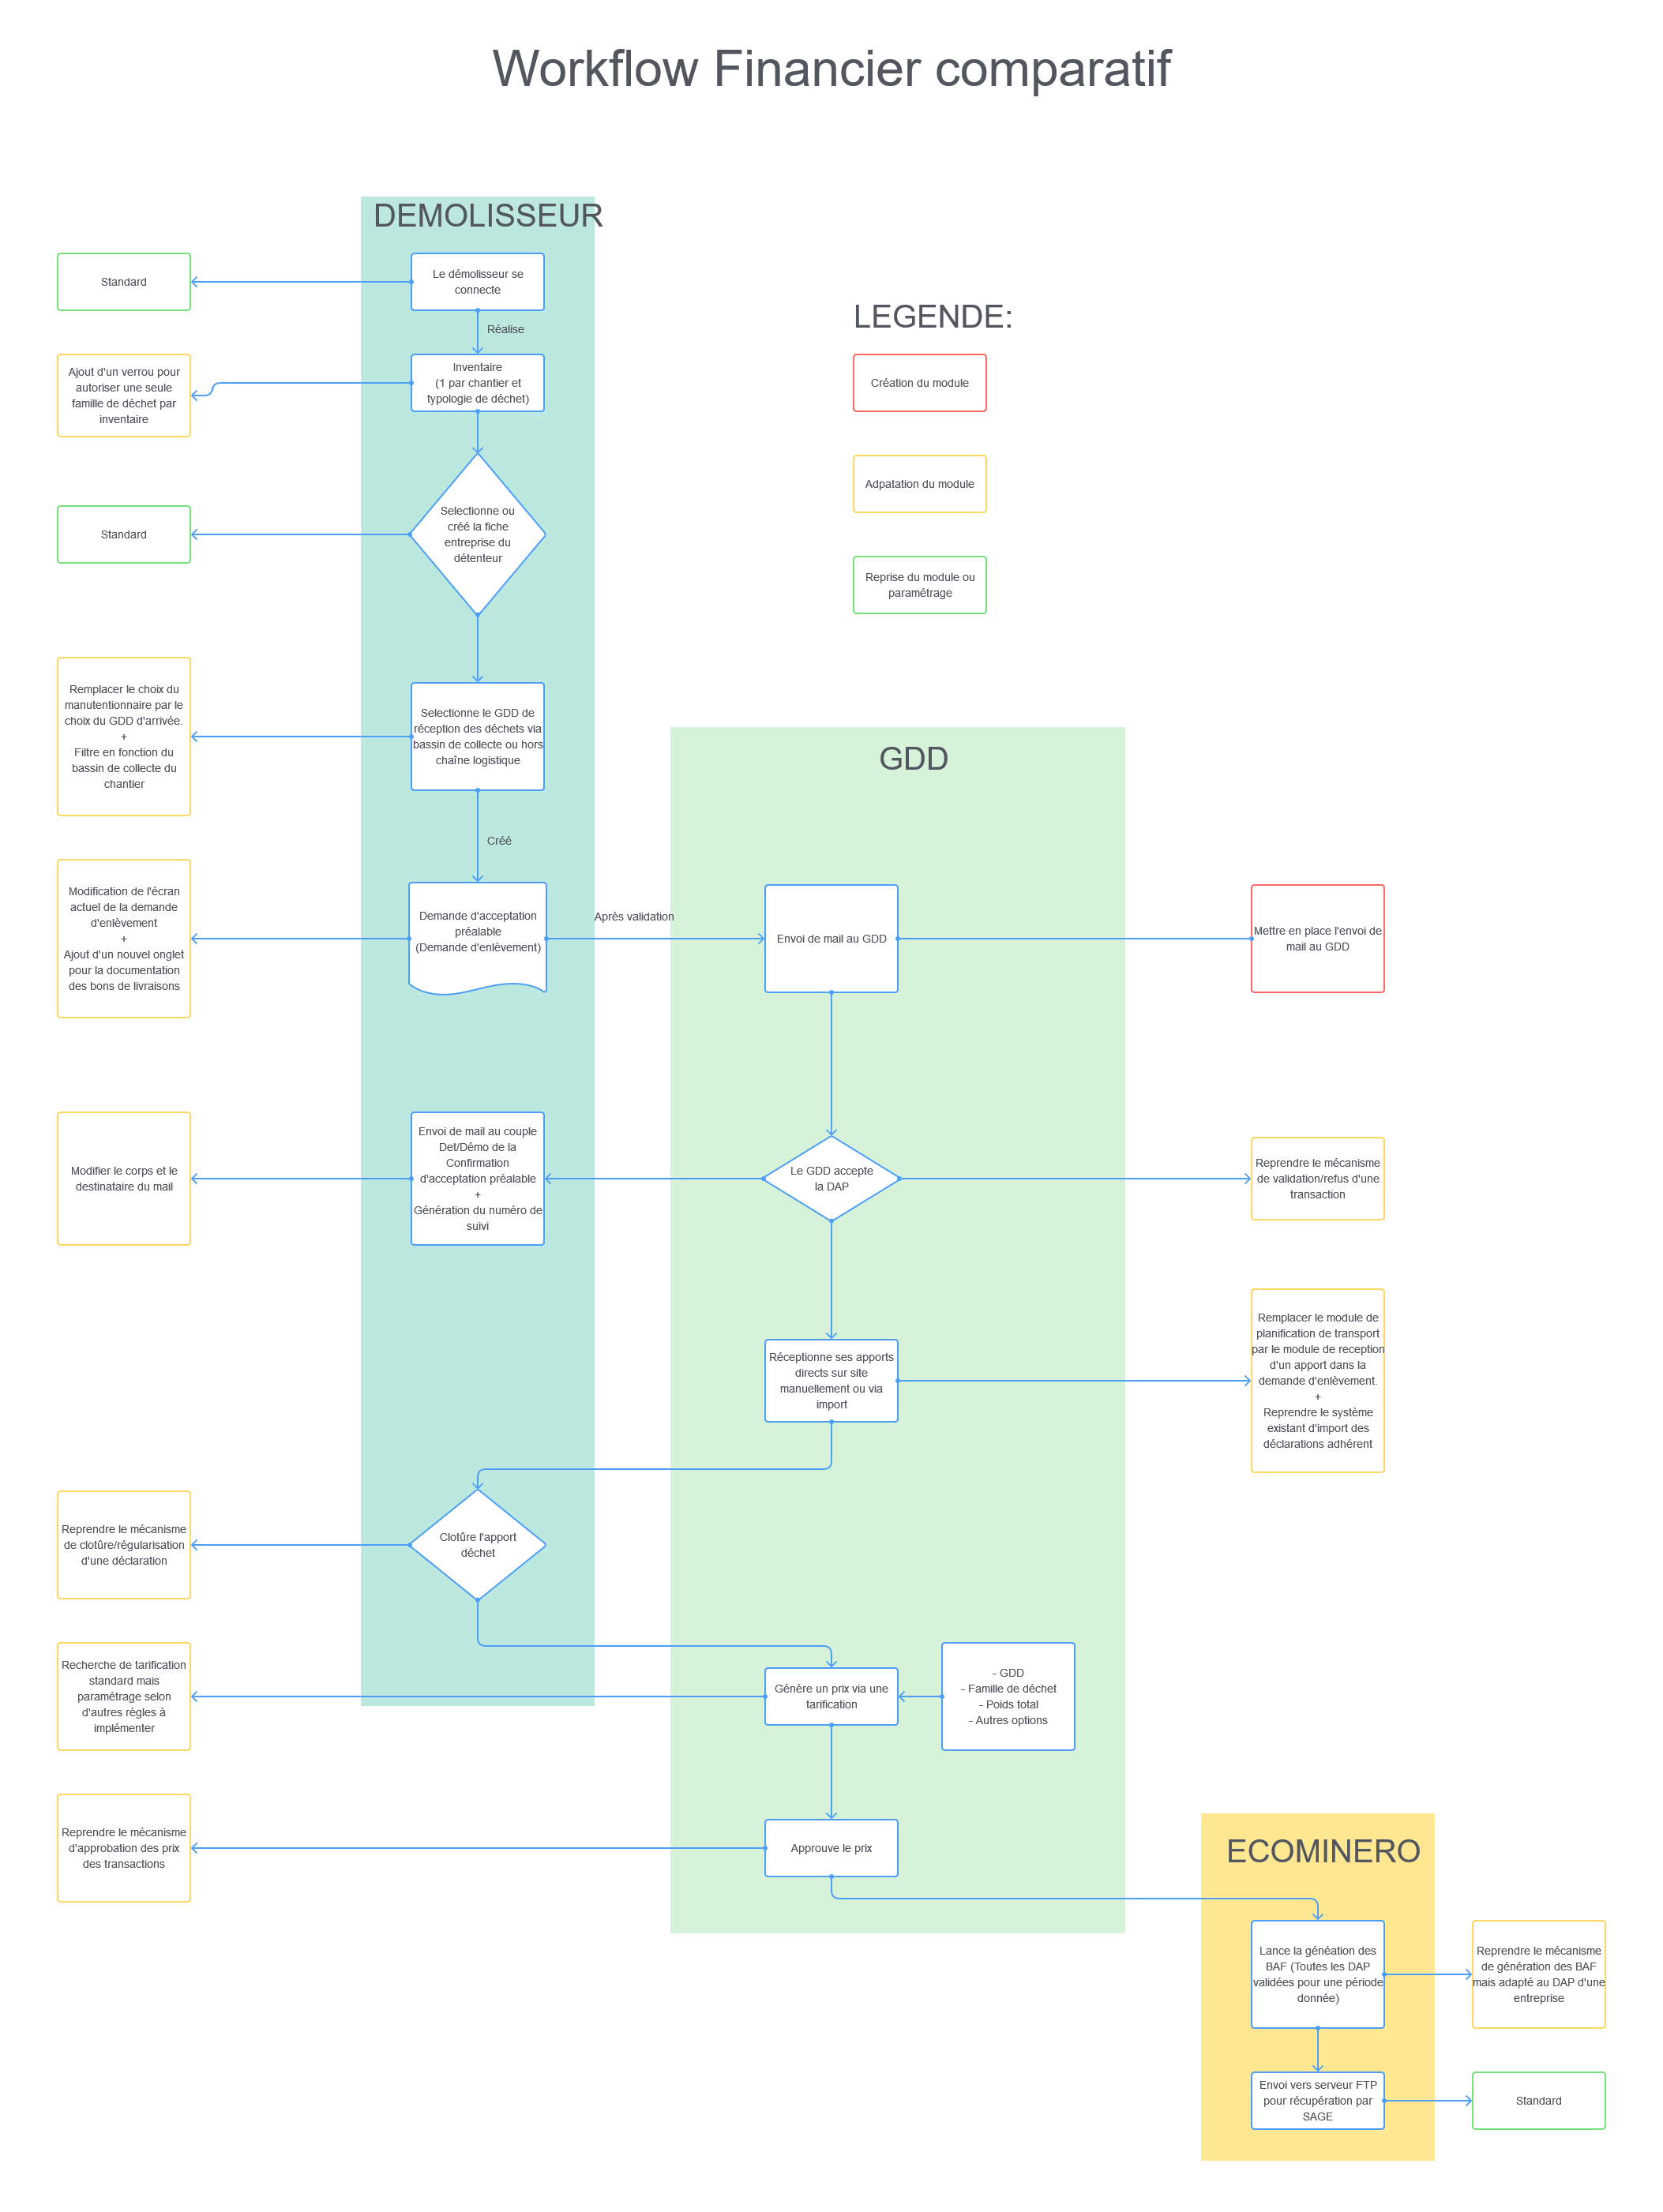 Workflow Financier comparatif
DEMOLISSEUR
Standard
Le démolisseur se
connecte
Réalise
LEGENDE:
Ajout d'un verrou pour
autoriser une seule
famille de déchet par
inventaire
Inventaire
(1 par chantier et
typologie de déchet)
Création du module
Adpatation du module
Standard
Selectionne ou
créé la fiche
entreprise du
détenteur
Reprise du module ou
paramétrage
Remplacer le choix du
manutentionnaire par le
choix du GDD d'arrivée.
+
Filtre en fonction du
bassin de collecte du
chantier
Selectionne le GDD de
réception des déchets via
bassin de collecte ou hors
chaîne logistique
GDD
Créé
Modification de l'écran
actuel de la demande
d'enlèvement
+
Ajout d'un nouvel onglet
pour la documentation
des bons de livraisons
Demande d'acceptation
préalable
(Demande d'enlèvement)
Après validation
Envoi de mail au GDD
Mettre en place l'envoi de
mail au GDD
Modifier le corps et le
destinataire du mail
Envoi de mail au couple
Det/Démo de la
Confirmation
d'acceptation préalable
+
Génération du numéro de
suivi
Le GDD accepte
la DAP
Reprendre le mécanisme
de validation/refus d'une
transaction
Réceptionne ses apports
directs sur site
manuellement ou via
import
Remplacer le module de
planification de transport
par le module de reception
d'un apport dans la
demande d'enlèvement.
+
Reprendre le système
existant d'import des
déclarations adhérent
Reprendre le mécanisme
de clotûre/régularisation
d'une déclaration
Clotûre l'apport
déchet
Recherche de tarification
standard mais
paramétrage selon
d'autres règles à
implémenter
Génère un prix via une
tarification
- GDD
- Famille de déchet
- Poids total
- Autres options
Reprendre le mécanisme
d'approbation des prix
des transactions
Approuve le prix
ECOMINERO
Lance la généation des
BAF (Toutes les DAP
validées pour une période
donnée)
Reprendre le mécanisme
de génération des BAF
mais adapté au DAP d'une
entreprise
Envoi vers serveur FTP
pour récupération par
SAGE
Standard